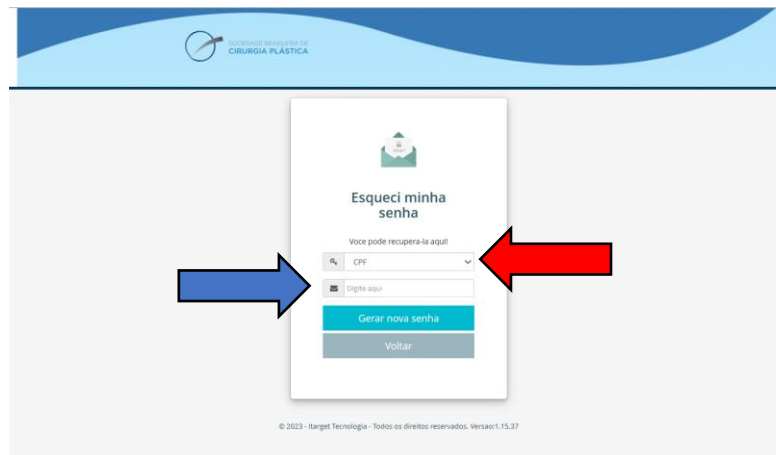 SOCIEDADE BRASILEIRA DE
CIRURGIA PLÁSTICA
Esqueci minha
senha
Voce pode recupera-la aqui!
CPF
Digite aqui
Gerar nova senha
Voltar
© 2023 - Itarget Tecnologia - Todos os direitos reservados. Versao:1.15.37